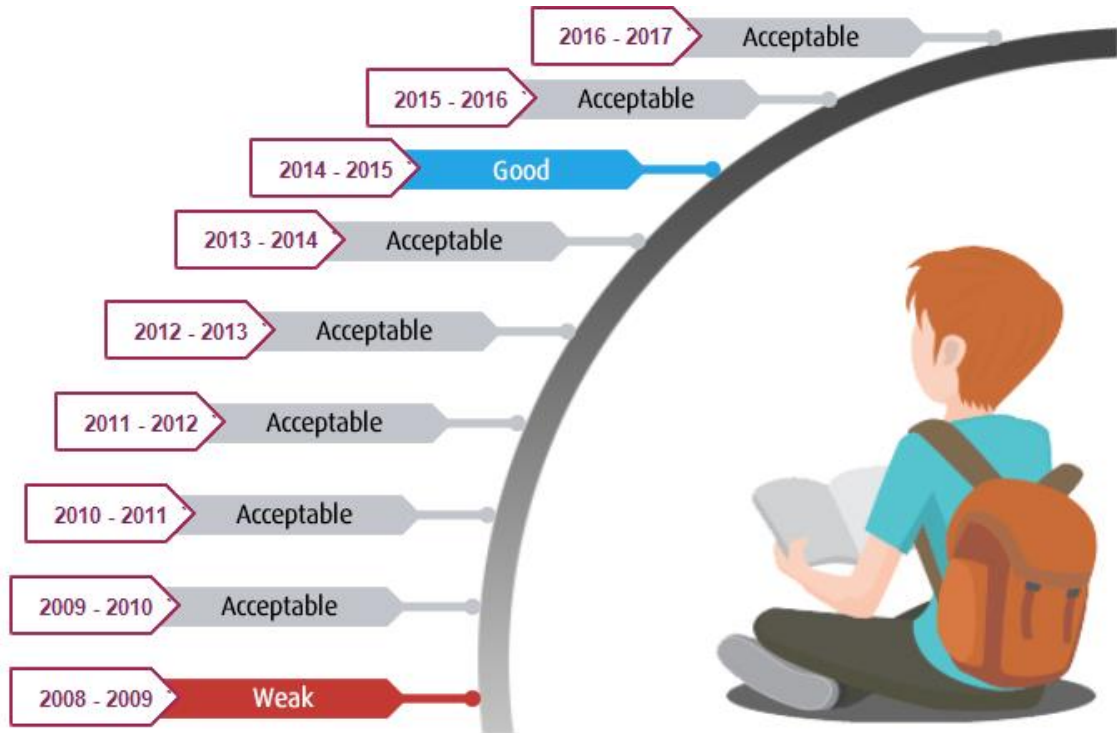 2016 - 2017 Acceptable
2015 - 2016 Acceptable
2014 - 2015 Good
2013 - 2014 Acceptable
2012 - 2013 Acceptable
2011 - 2012 Acceptable
2010 - 2011 Acceptable
2009 - 2010 Acceptable
2008 - 2009 Weak